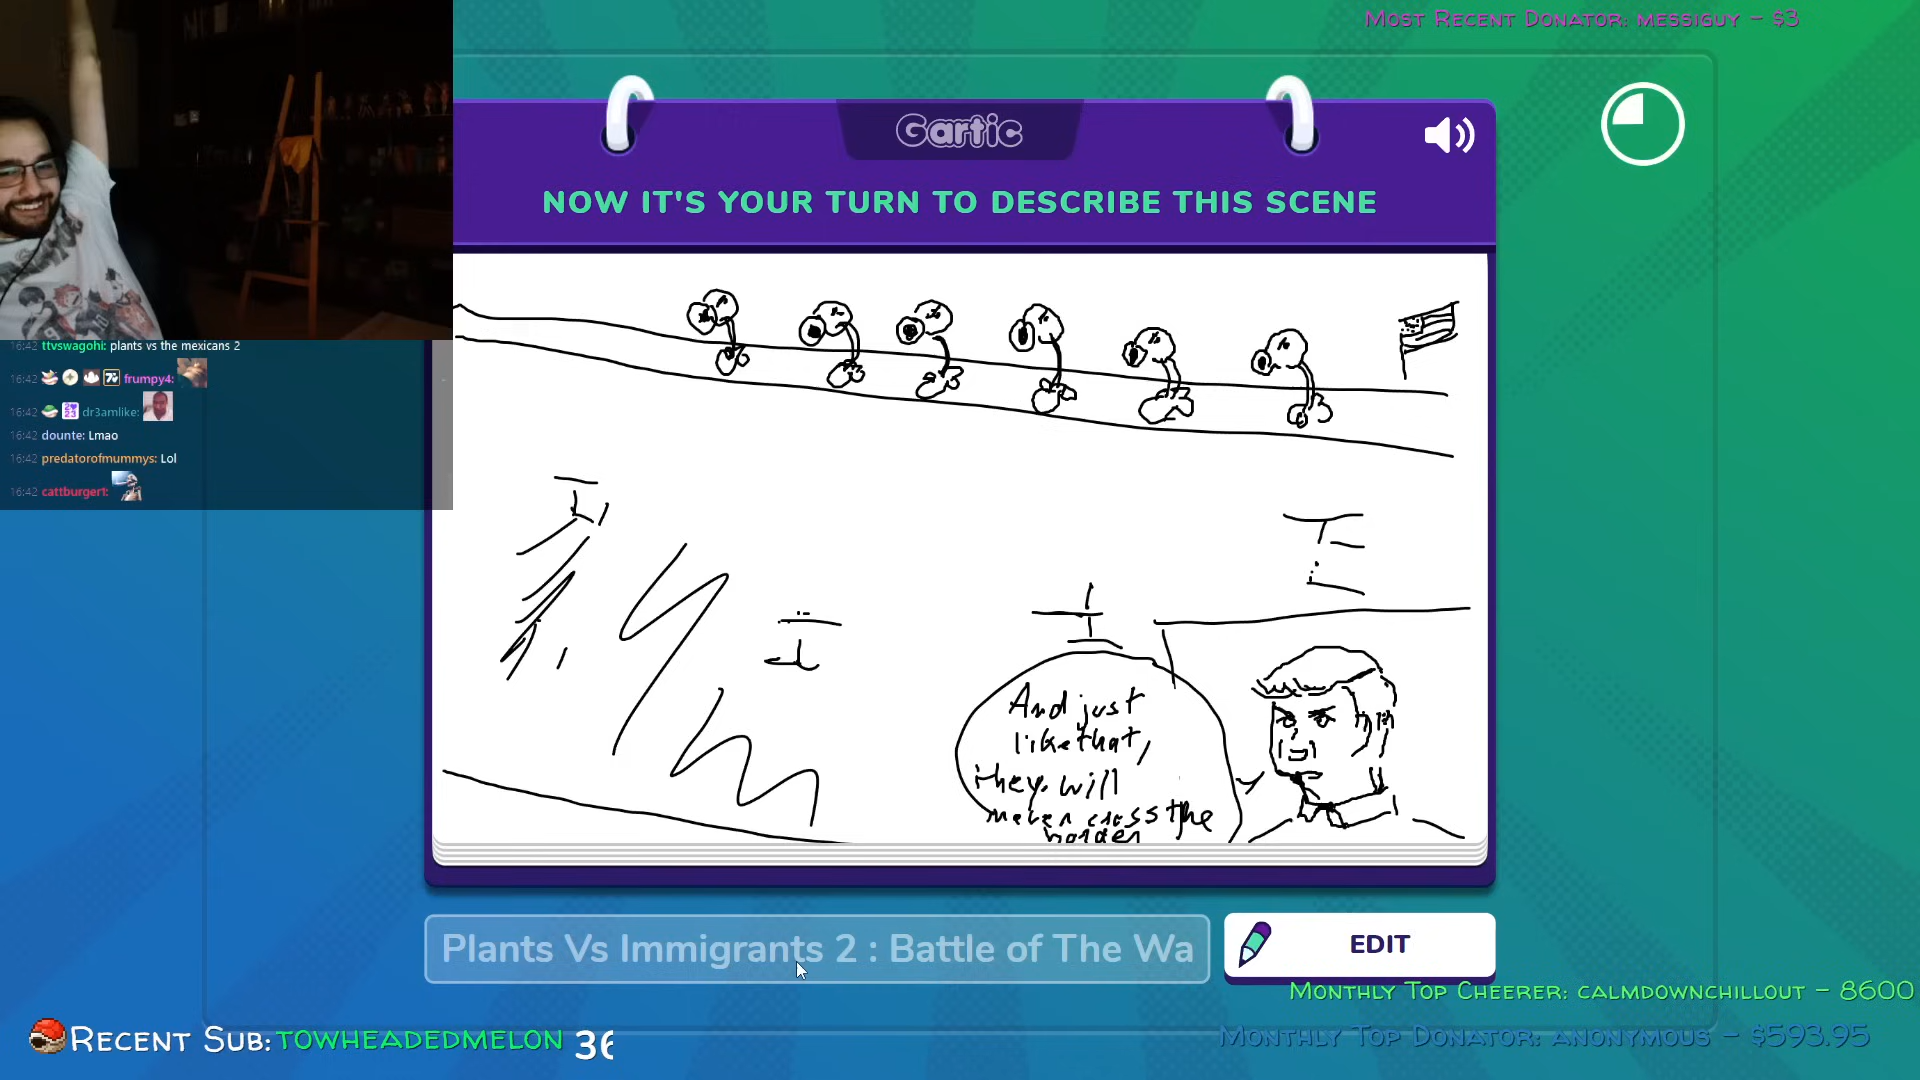 MOST RECENT DONATOR: MESSIGUY - $3
Gartic
NOW IT'S YOUR TURN TO DESCRIBE THIS SCENE
16:42 ttvswagohi: plants vs the mexicans 2
16:42 frumpy4:
16:42 dr3amlike:
16:42 dounte: Lmao
16:42 predatorofmummys: Lol
16:42 cattburger1:
And just
like that,
they will
never cross the
border
Plants Vs Immigrants 2 : Battle of The Wa
EDIT
MONTHLY TOP CHEERER: CALMDOWNCHILLOUT - 8600
RECENT SUB: TOWHEADEDMELON 36
MONTHLY TOP DONATOR: ANONYMOUS - $593.95